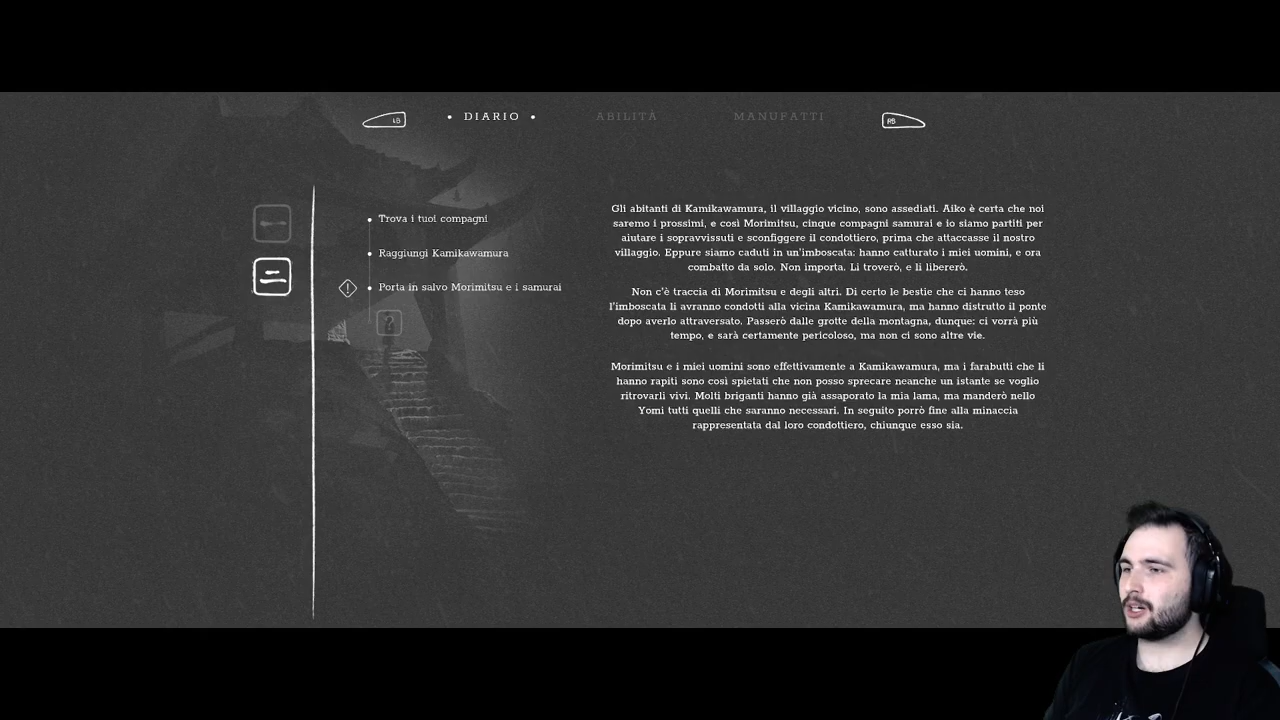 LB
• DIARIO •
ABILITÀ
MANUFATTI
RB
一
二
Trova i tuoi compagni
Raggiungi Kamikawamura
! Porta in salvo Morimitsu e i samurai
?
Gli abitanti di Kamikawamura, il villaggio vicino, sono assediati. Aiko è certa che noi
saremo i prossimi, e così Morimitsu, cinque compagni samurai e io siamo partiti per
aiutare i sopravvissuti e sconfiggere il condottiero, prima che attaccasse il nostro
villaggio. Eppure siamo caduti in un'imboscata: hanno catturato i miei uomini, e ora
combatto da solo. Non importa. Li troverò, e li libererò.
Non c'è traccia di Morimitsu e degli altri. Di certo le bestie che ci hanno teso
l'imboscata li avranno condotti alla vicina Kamikawamura, ma hanno distrutto il ponte
dopo averlo attraversato. Passerò dalle grotte della montagna, dunque: ci vorrà più
tempo, e sarà certamente pericoloso, ma non ci sono altre vie.
Morimitsu e i miei uomini sono effettivamente a Kamikawamura, ma i farabutti che li
hanno rapiti sono così spietati che non posso sprecare neanche un istante se voglio
ritrovarli vivi. Molti briganti hanno già assaporato la mia lama, ma manderò nello
Yomi tutti quelli che saranno necessari. In seguito porrò fine alla minaccia
rappresentata dal loro condottiero, chiunque esso sia.